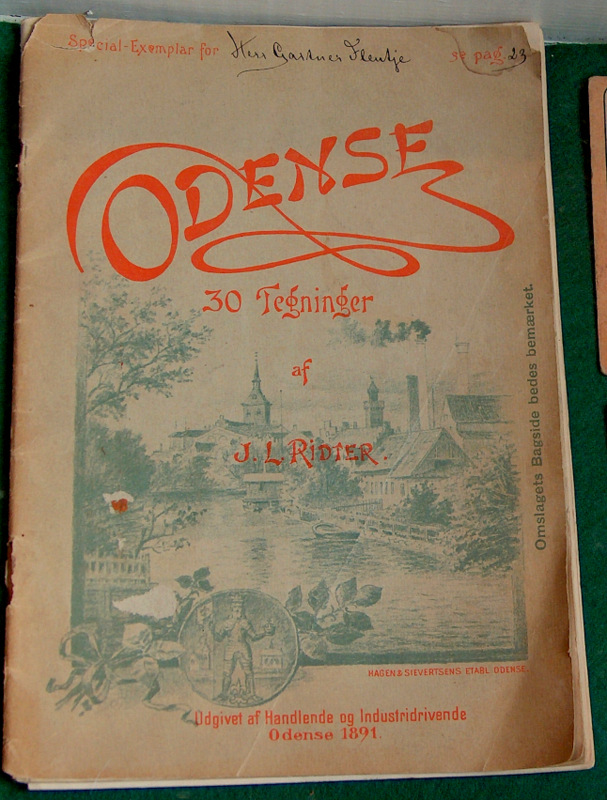 Special-Exemplar for Herr Gartner Flentje se pag. 23
ODENSE
30 Tegninger
af
J. L. RIDTER.
Omslagets Bagside bedes bemærket.
HAGEN & SIEVERTSENS ETABL. ODENSE.
Udgivet af Handlende og Industridrivende
Odense 1891.